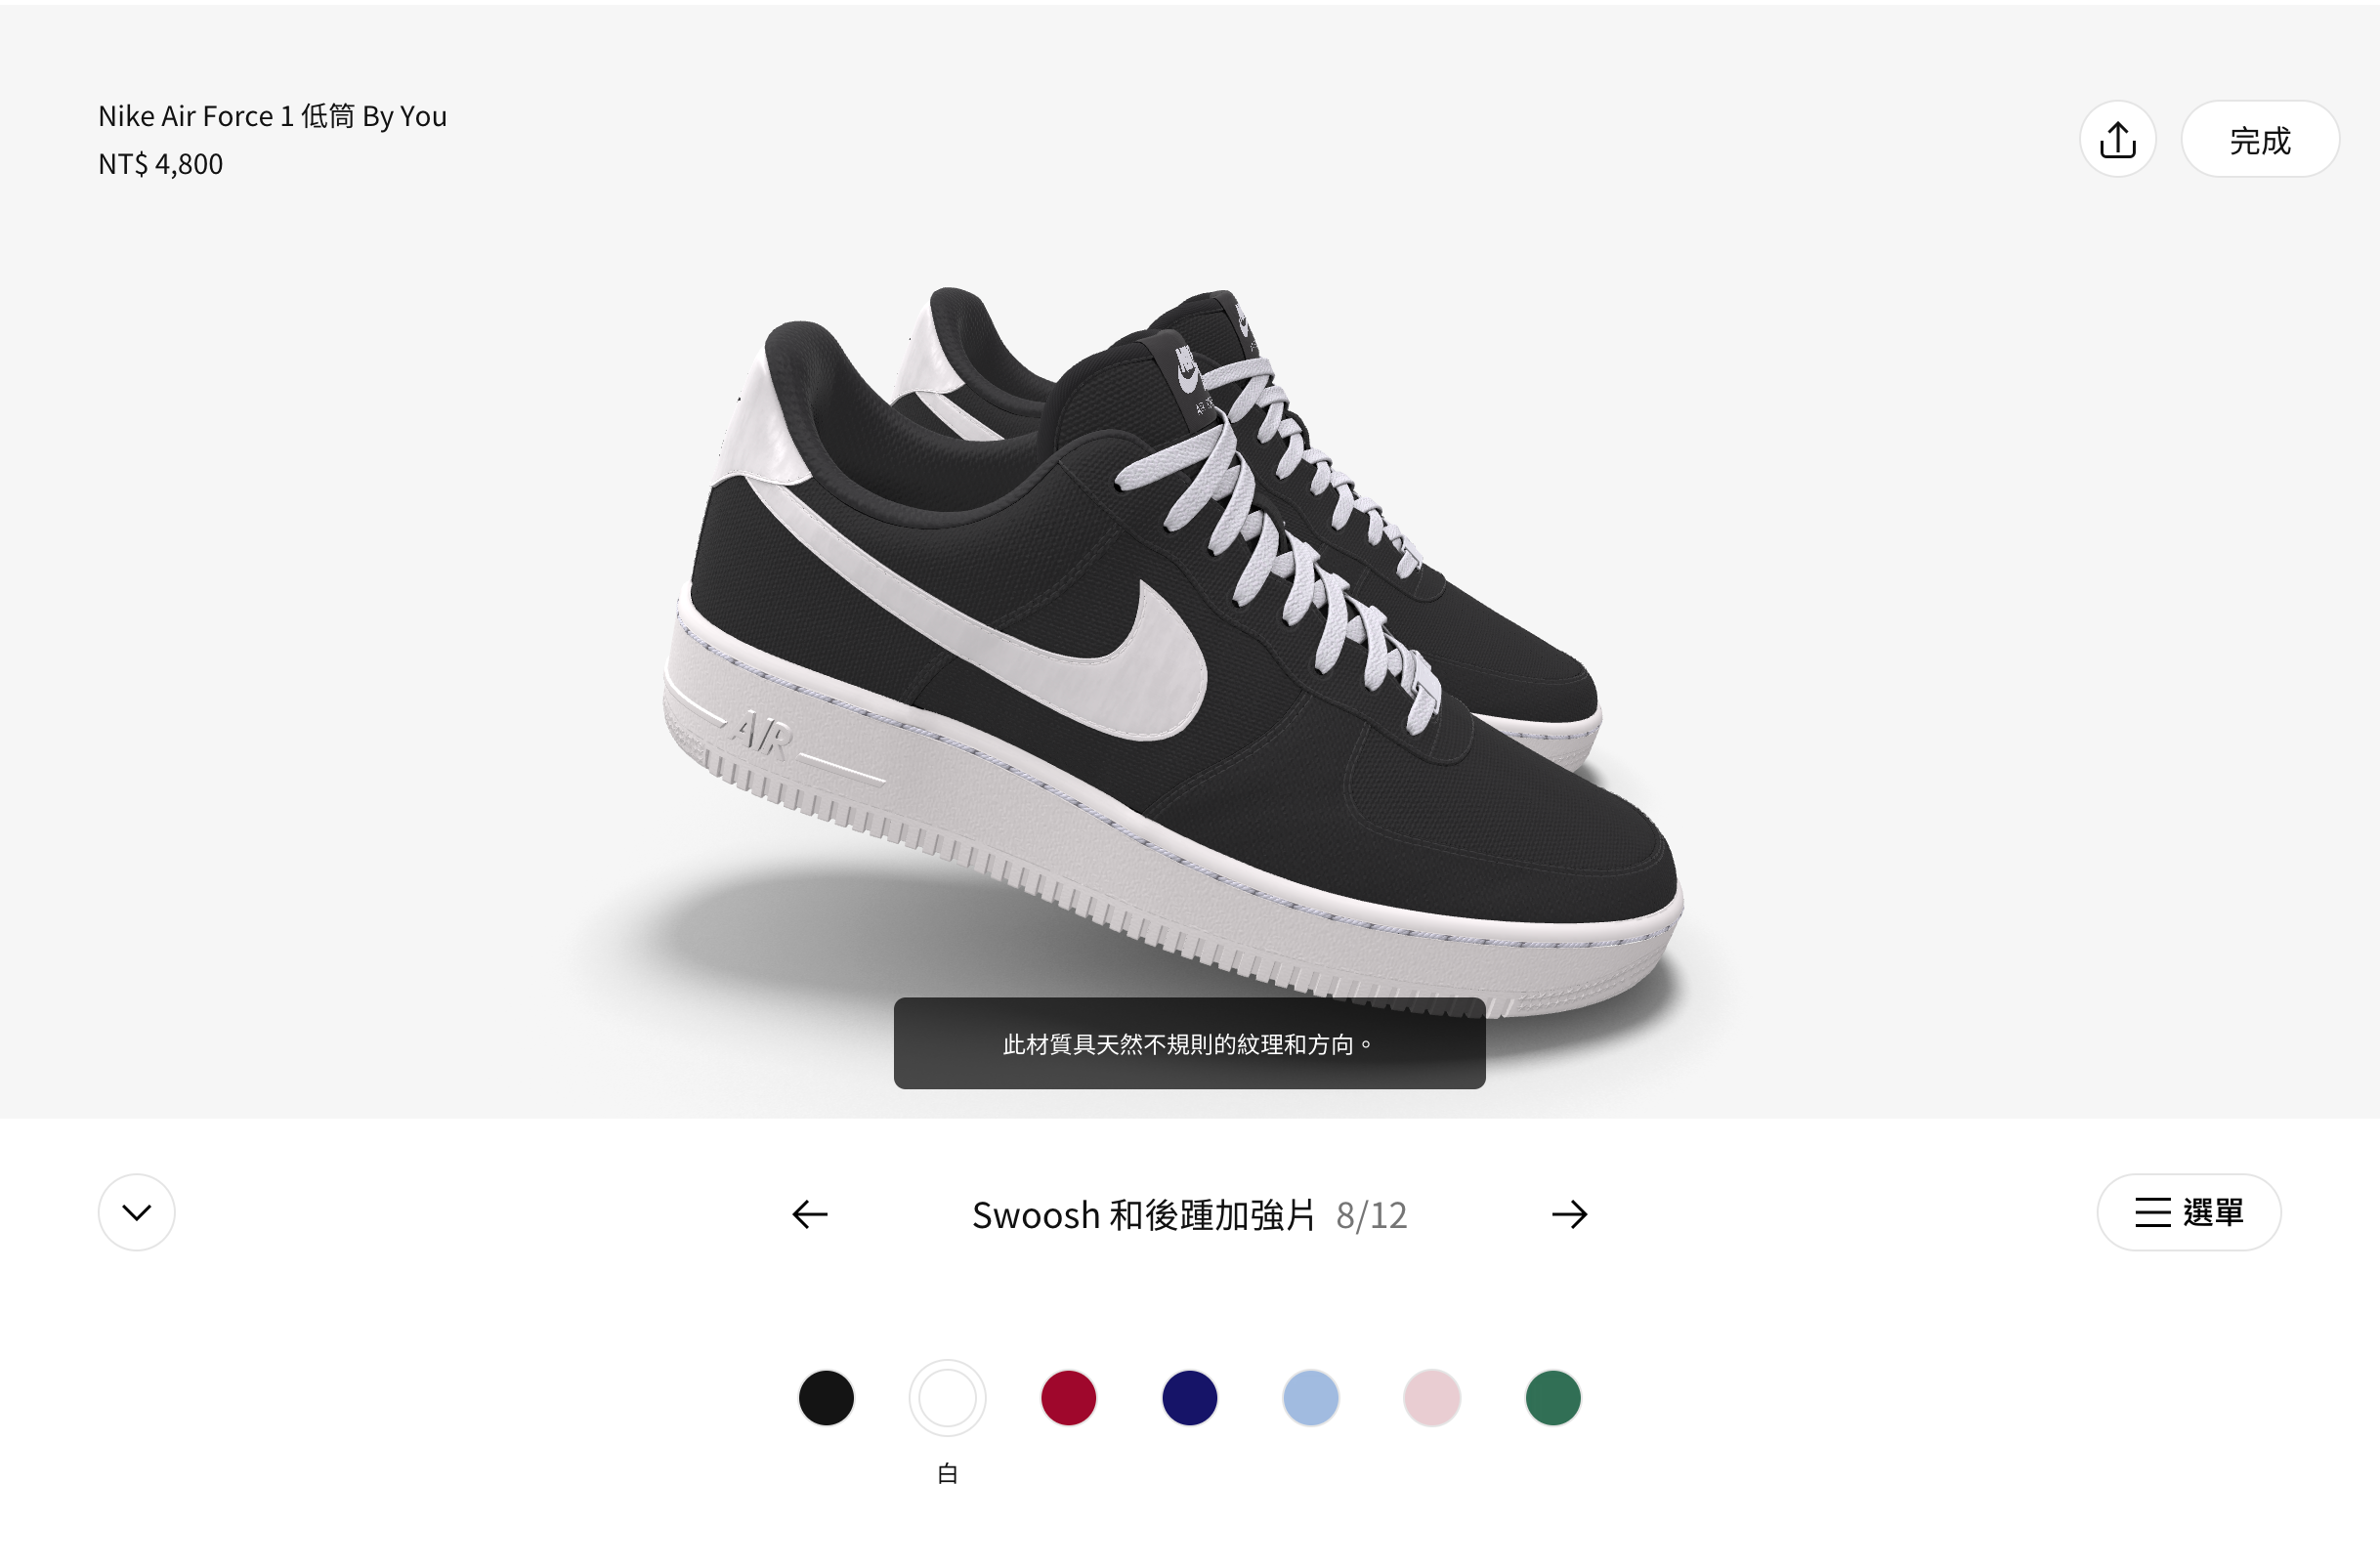 Nike Air Force 1 低筒 By You
NT$ 4,800
完成
NIKE
AIR
此材質具天然不規則的紋理和方向。
Swoosh 和後踵加強片 8/12
選單
白